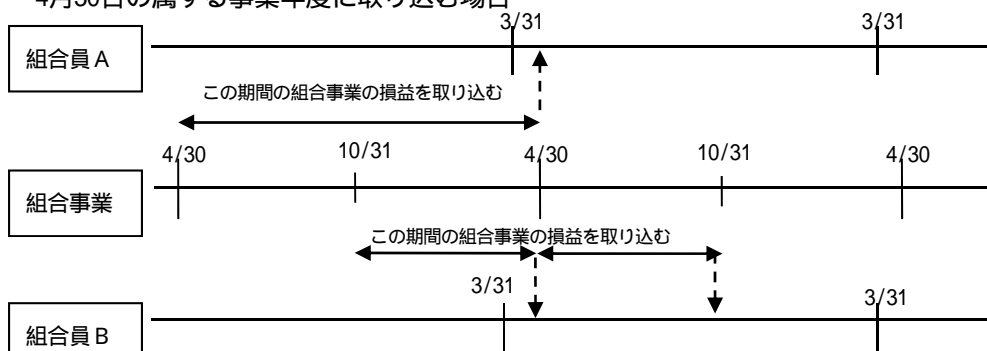 4月30日の属する事業年度に取り込む場合
3/31 3/31
組合員A
この期間の組合事業の損益を取り込む
4/30 10/31 4/30 10/31 4/30
組合事業
この期間の組合事業の損益を取り込む
3/31 3/31
組合員B